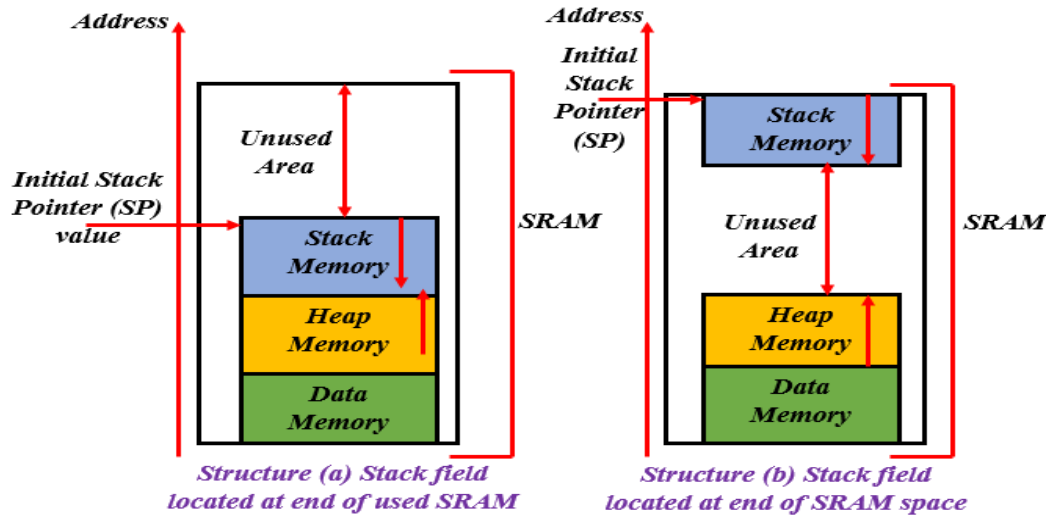 Address
Unused
Area
Initial Stack
Pointer (SP)
value
Stack
Memory
Heap
Memory
Data
Memory
SRAM
Structure (a) Stack field
located at end of used SRAM
Address
Initial
Stack
Pointer
(SP)
Stack
Memory
Unused
Area
Heap
Memory
Data
Memory
SRAM
Structure (b) Stack field
located at end of SRAM space